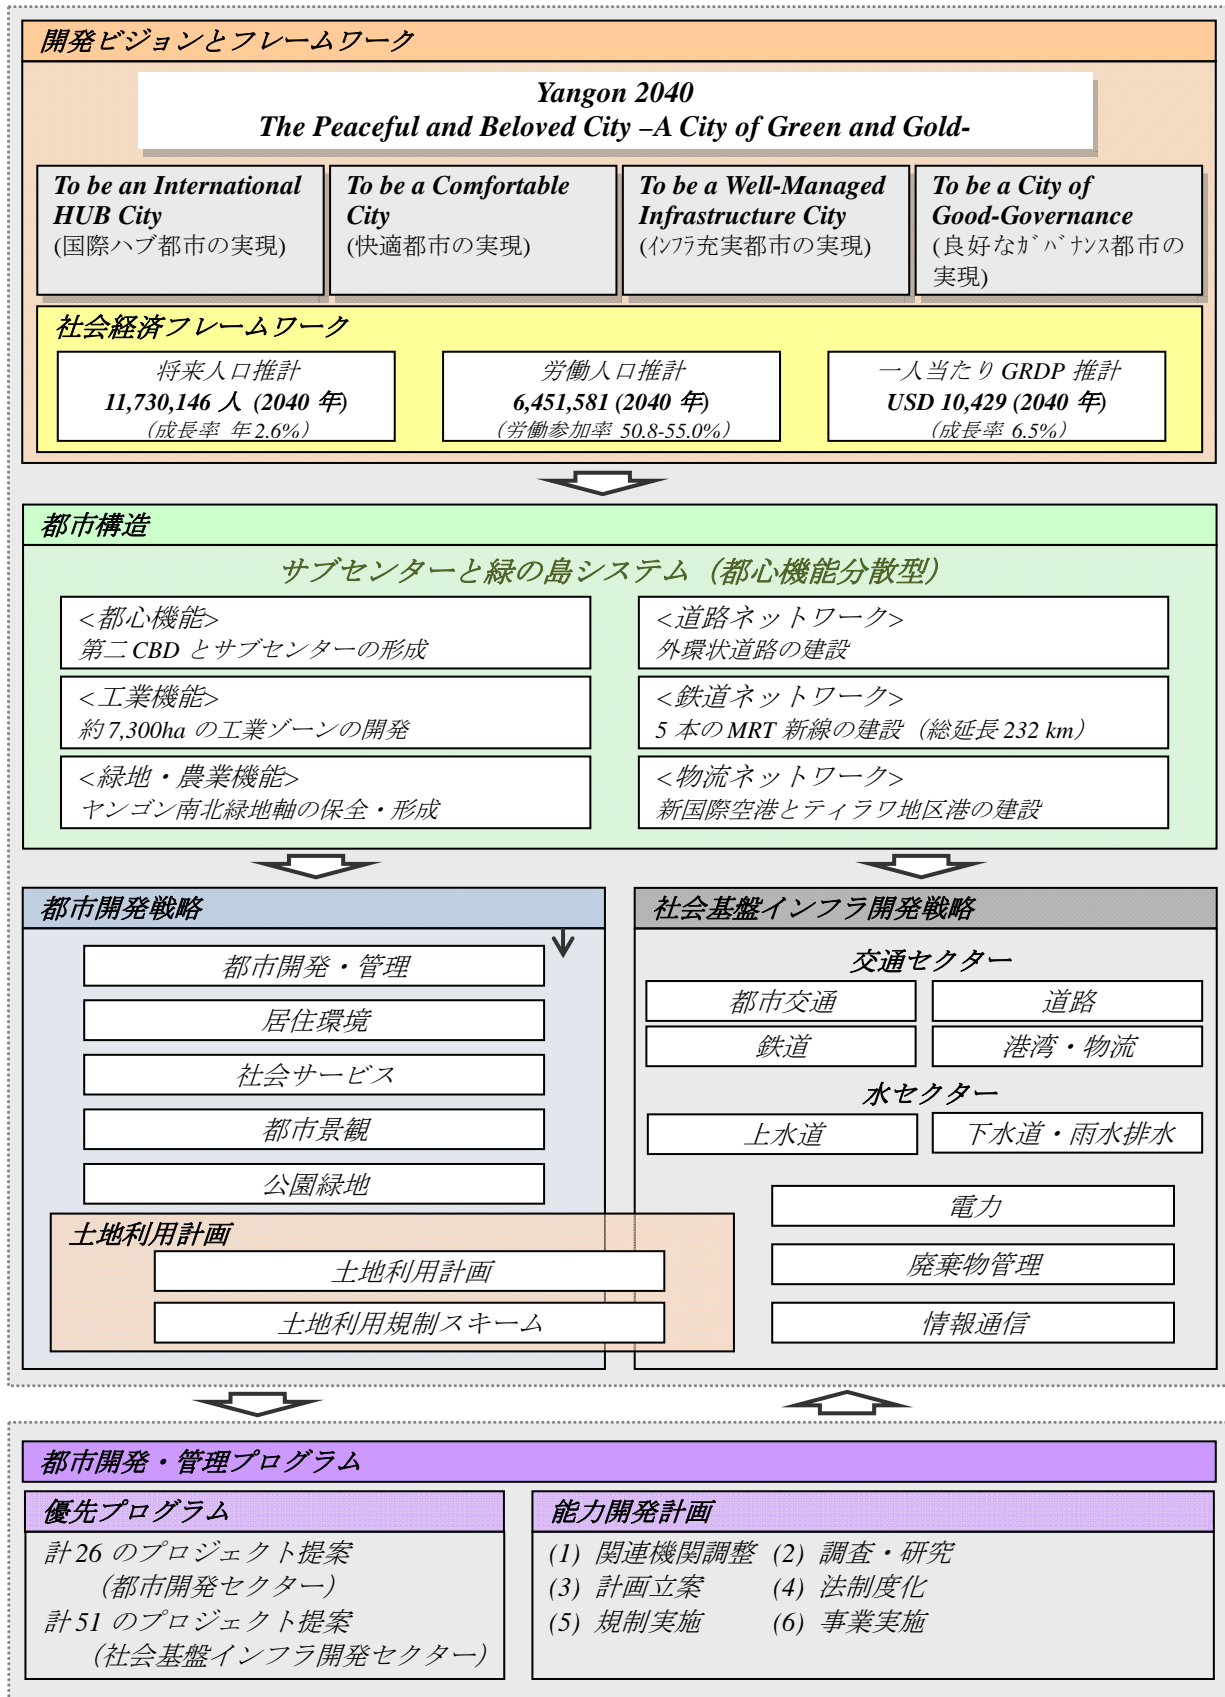 開発ビジョンとフレームワーク
Yangon 2040
The Peaceful and Beloved City –A City of Green and Gold-
To be an International
HUB City
(国際ハブ都市の実現)
To be a Comfortable
City
(快適都市の実現)
To be a Well-Managed
Infrastructure City
(ｲﾝﾌﾗ充実都市の実現)
To be a City of
Good-Governance
(良好なｶﾞﾊﾞﾅﾝｽ都市の
実現)
社会経済フレームワーク
将来人口推計
11,730,146 人 (2040 年)
（成長率 年 2.6%）
労働人口推計
6,451,581 (2040 年)
（労働参加率 50.8-55.0%）
一人当たり GRDP 推計
USD 10,429 (2040 年)
（成長率 6.5%）
都市構造
サブセンターと緑の島システム（都心機能分散型）
<都心機能>
第二 CBD とサブセンターの形成
<工業機能>
約 7,300ha の工業ゾーンの開発
<緑地・農業機能>
ヤンゴン南北緑地軸の保全・形成
<道路ネットワーク>
外環状道路の建設
<鉄道ネットワーク>
5 本の MRT 新線の建設（総延長 232 km）
<物流ネットワーク>
新国際空港とティラワ地区港の建設
都市開発戦略
都市開発・管理
居住環境
社会サービス
都市景観
公園緑地
土地利用計画
土地利用計画
土地利用規制スキーム
社会基盤インフラ開発戦略
交通セクター
都市交通
道路
鉄道
港湾・物流
水セクター
上水道
下水道・雨水排水
電力
廃棄物管理
情報通信
都市開発・管理プログラム
優先プログラム
計 26 のプロジェクト提案
（都市開発セクター）
計 51 のプロジェクト提案
（社会基盤インフラ開発セクター）
能力開発計画
(1) 関連機関調整 (2) 調査・研究
(3) 計画立案 (4) 法制度化
(5) 規制実施 (6) 事業実施